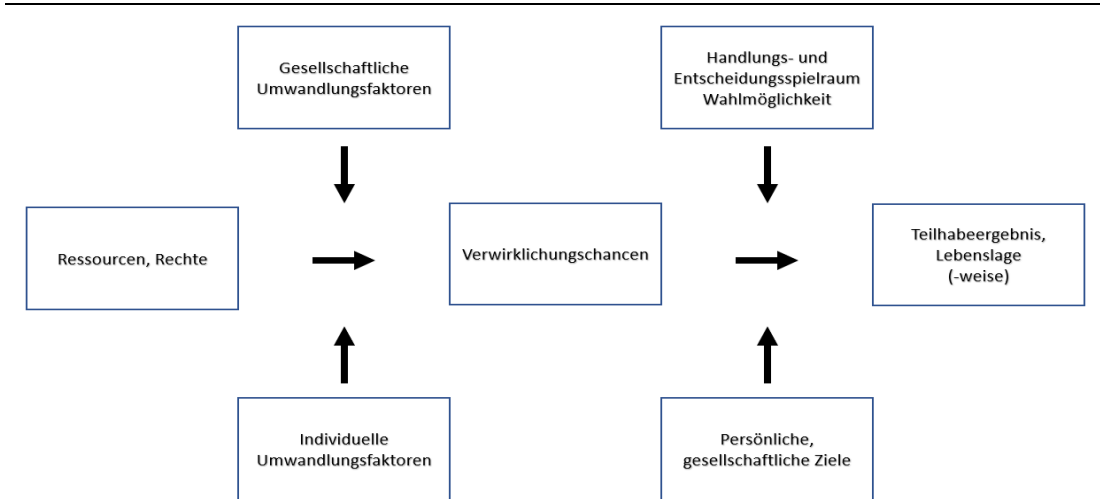 Gesellschaftliche
Umwandlungsfaktoren
Handlungs- und
Entscheidungsspielraum
Wahlmöglichkeit
Ressourcen, Rechte
Verwirklichungschancen
Teilhabeergebnis,
Lebenslage
(-weise)
Individuelle
Umwandlungsfaktoren
Persönliche,
gesellschaftliche Ziele